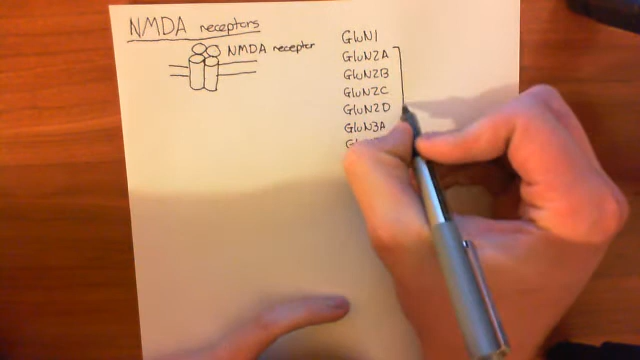 NMDA receptors
NMDA receptor
GluN1
GluN2A
GluN2B
GluN2C
GluN2D
GluN3A